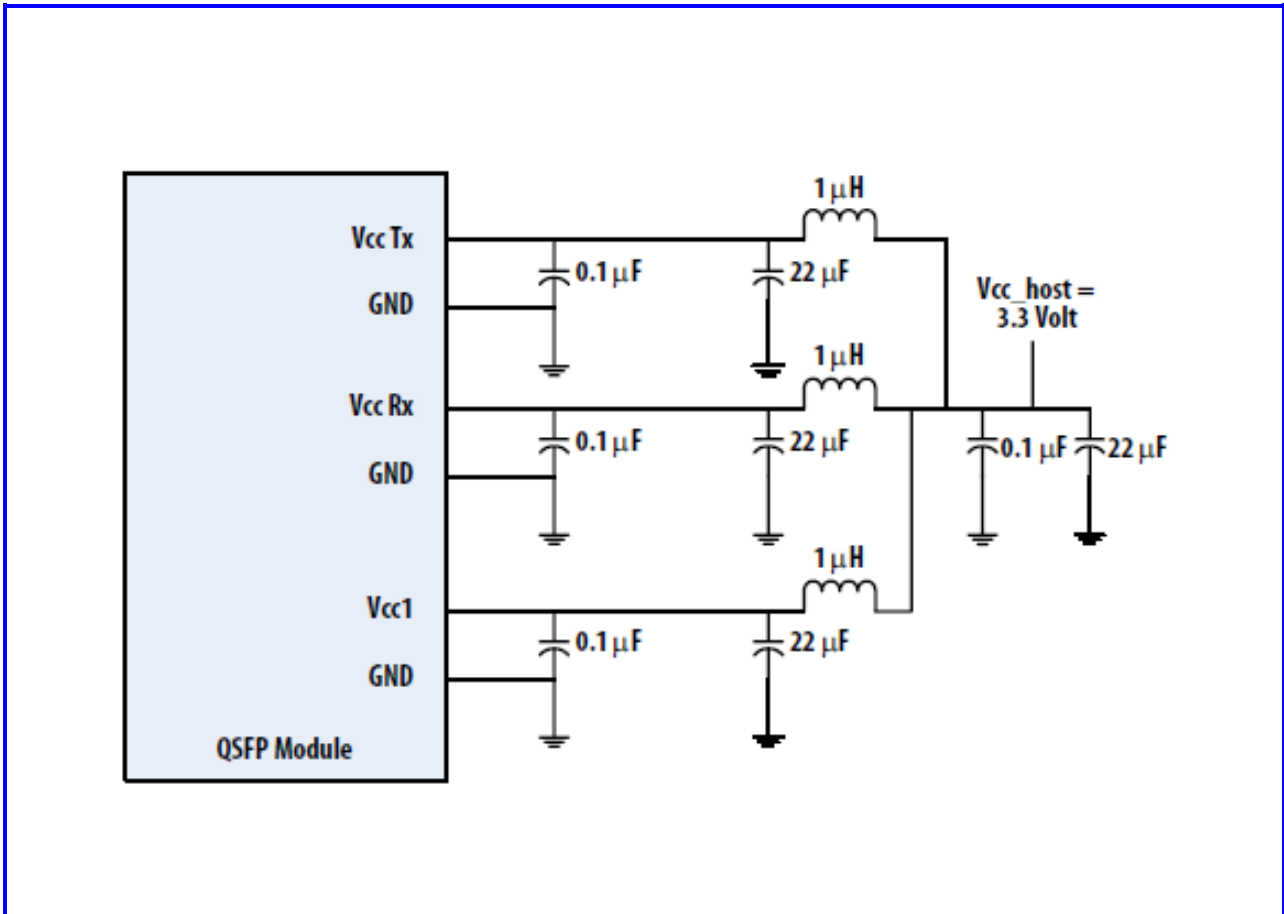 1 μH
Vcc Tx
0.1 μF
22 μF
GND
Vcc_host =
3.3 Volt
1 μH
Vcc Rx
0.1 μF
22 μF
0.1 μF
22 μF
GND
1 μH
Vcc1
0.1 μF
22 μF
GND
QSFP Module